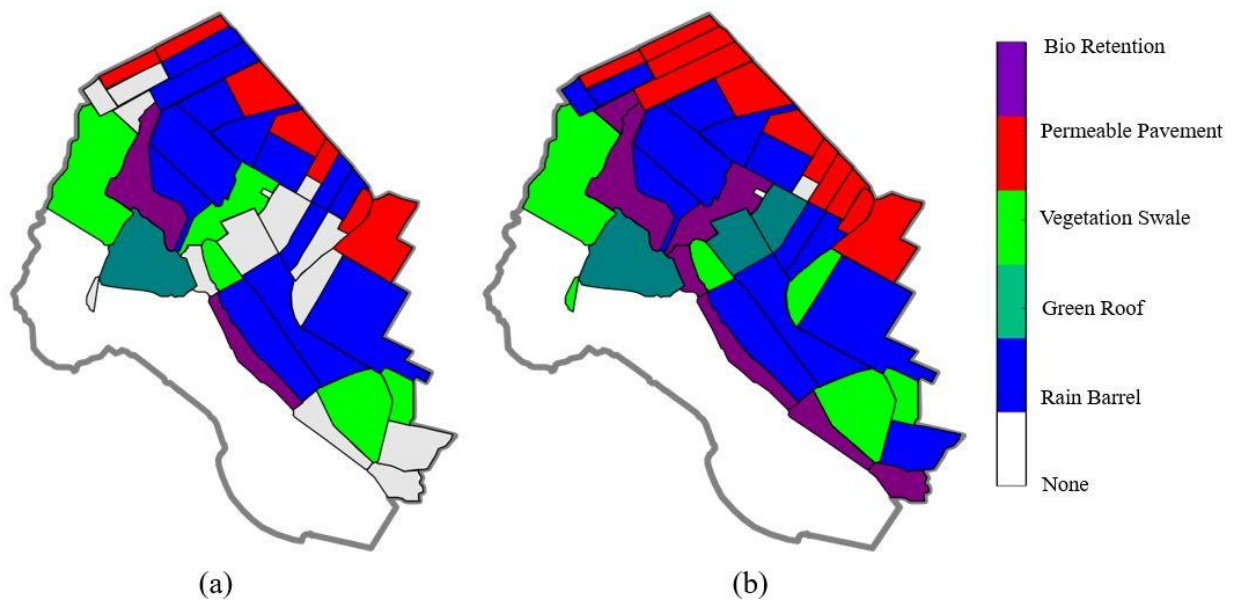 Bio Retention
Permeable Pavement
Vegetation Swale
Green Roof
Rain Barrel
None
(a)
(b)